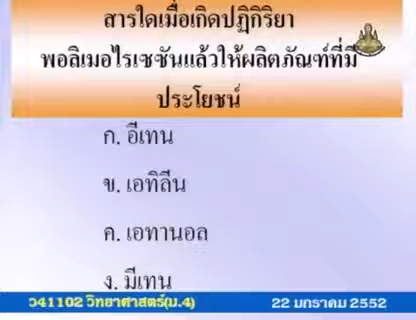 สารใดเมื่อเกิดปฏิกิริยา
พอลิเมอไรเซซันแล้วให้ผลิตภัณฑ์ที่มี
ประโยชน์
ก. อีเทน
ข. เอทิลีน
ค. เอทานอล
ง. มีเทน
ว41102 วิทยาศาสตร์(ม.4)
22 มกราคม 2552